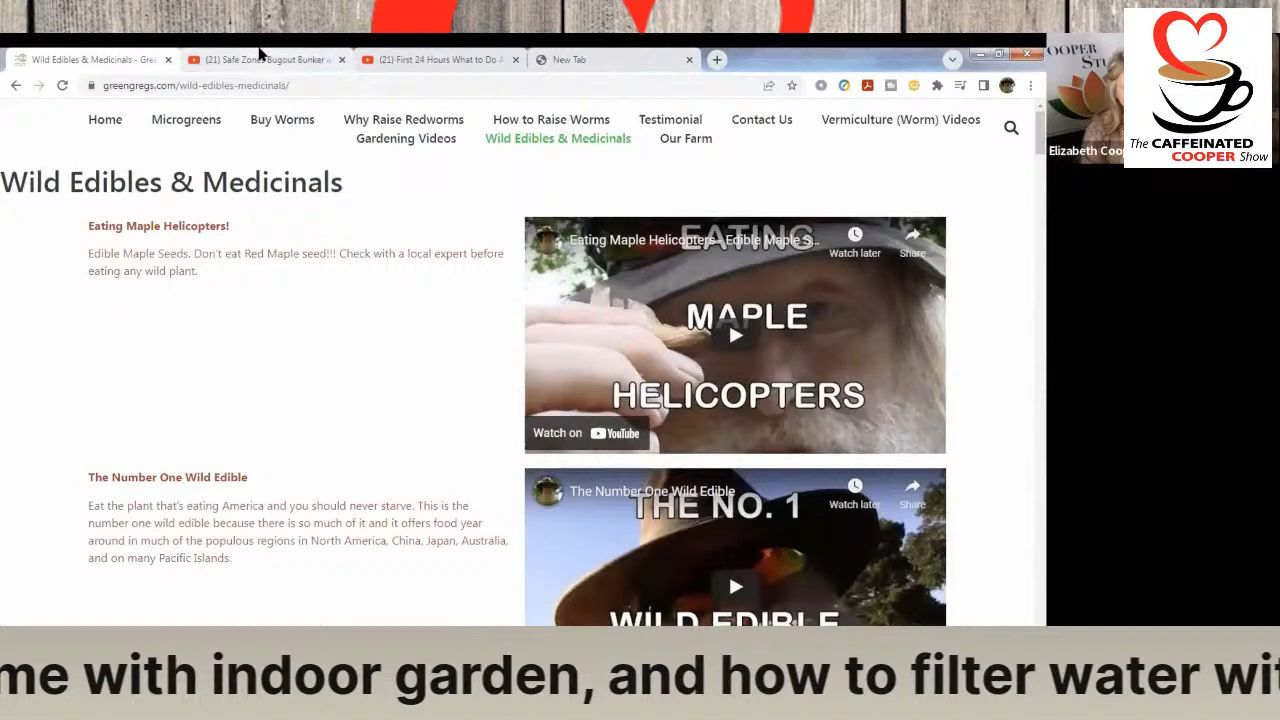 Wild Edibles & Medicinals - Gre
(21) First 24 Hours What
New Tab
greengregs.com/wild-edibles-medicinals/
Home
Microgreens
Buy Worms
Why Raise Redworms
How to Raise Worms
Testimonial
Contact Us
Vermiculture (Worm) Videos
Gardening Videos
Wild Edibles & Medicinals
Our Farm
Wild Edibles & Medicinals
Eating Maple Helicopters!
Edible Maple Seeds. Don't eat Red Maple seed!!! Check with a local expert before
eating any wild plant.
Eating Maple Helicopters - Edible Maple S...
Watch later
Share
EATING
MAPLE
HELICOPTERS
Watch on YouTube
The Number One Wild Edible
Eat the plant that's eating America and you should never starve. This is the
number one wild edible because there is so much of it and it offers food year
around in much of the populous regions in North America, China, Japan, Australia,
and on many Pacific Islands.
The Number One Wild Edible
Watch later
Share
THE NO. 1
WILD EDIBLE
OOPER
STU
Elizabeth Coo
The CAFFEINATED
COOPER Show
me with indoor garden, and how to filter water wit